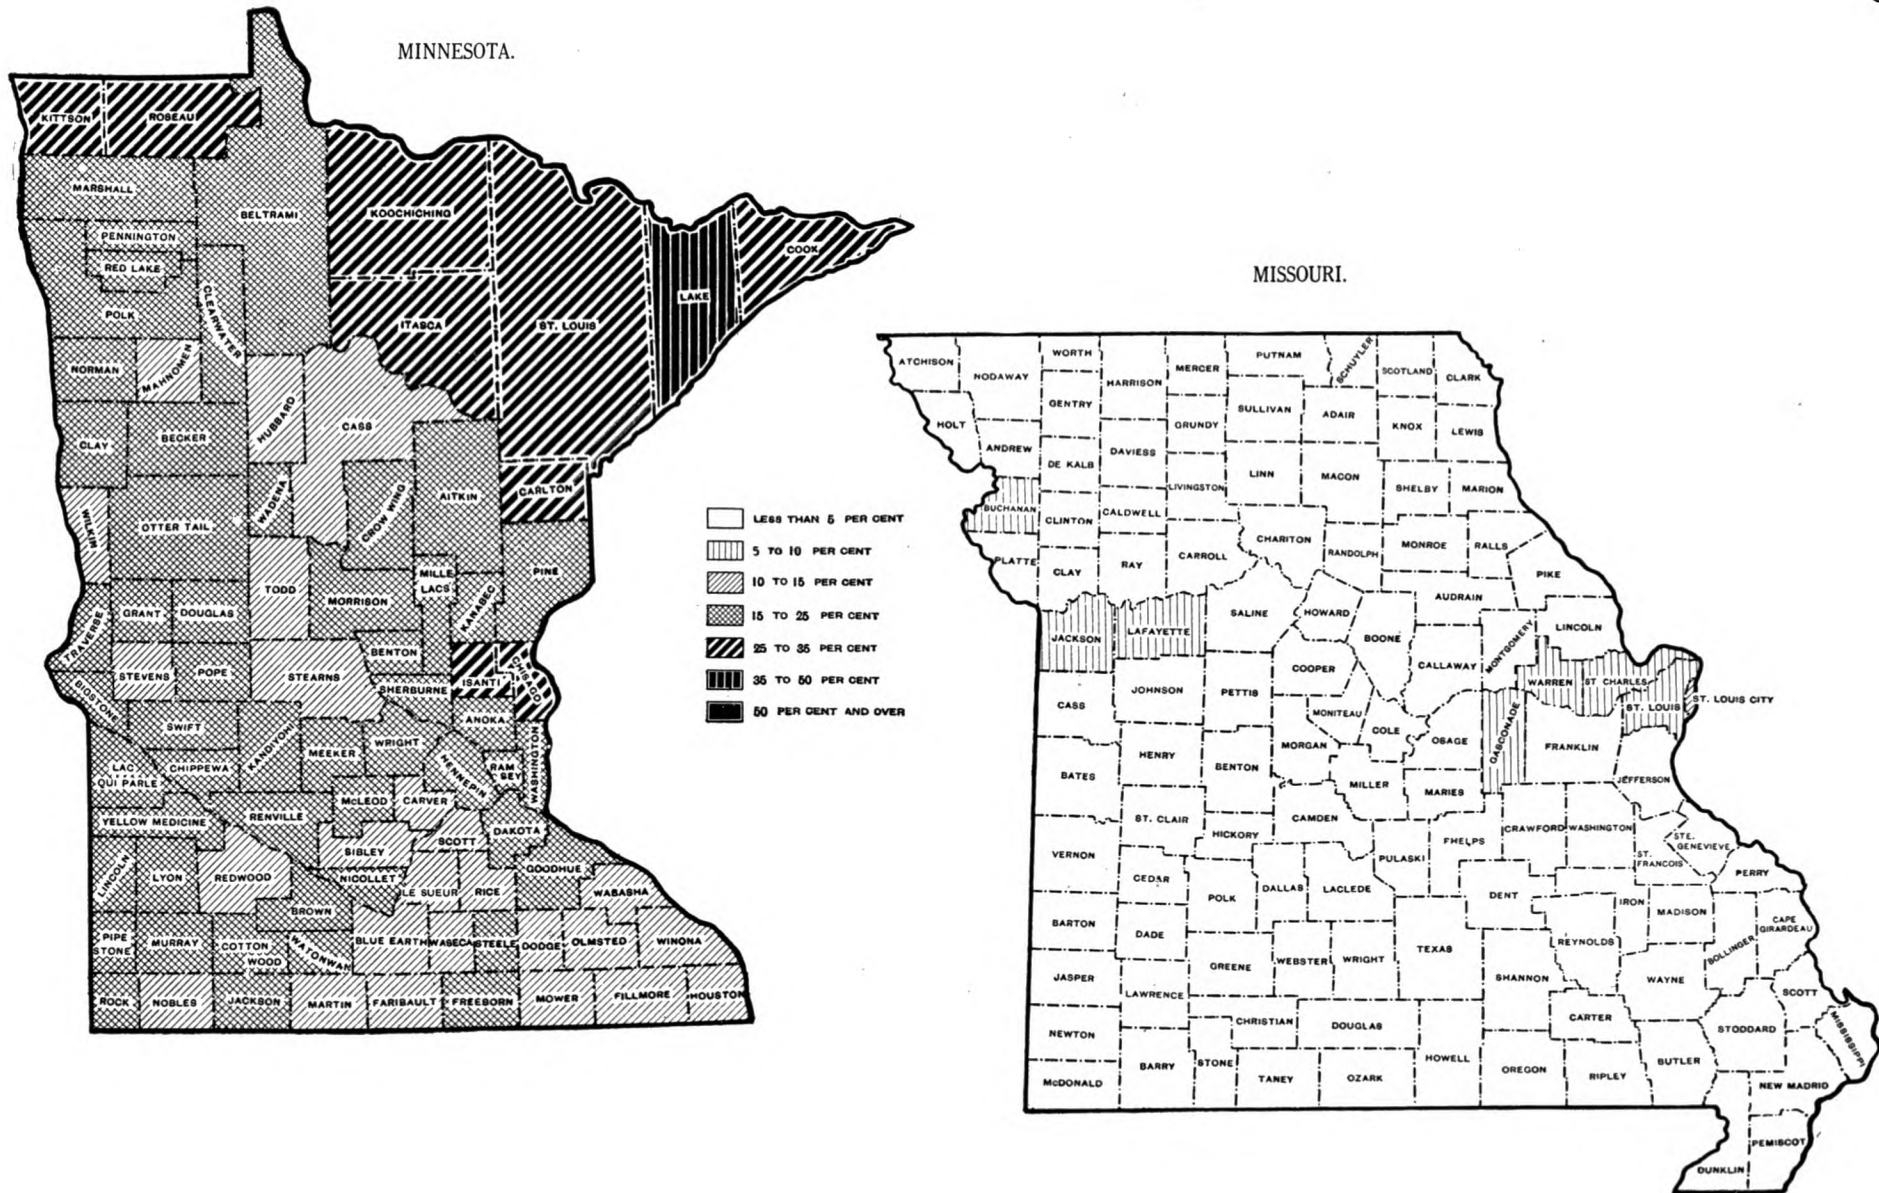 MINNESOTA.
KITTSON
ROSEAU
MARSHALL
BELTRAMI
KOOCHICHING
COOK
PENNINGTON
RED LAKE
POLK
CLEARWATER
ITASCA
ST. LOUIS
LAKE
NORMAN
MAHNOMEN
HUBBARD
CASS
CLAY
BECKER
WADENA
CROW WING
AITKIN
CARLTON
WILKIN
OTTER TAIL
TODD
MORRISON
MILLE
LACS
KANABEC
PINE
TRAVERSE
GRANT
DOUGLAS
BENTON
STEVENS
POPE
STEARNS
SHERBURNE
ISANTI
CHISAGO
BIGSTONE
SWIFT
KANDIYOHI
MEEKER
WRIGHT
ANOKA
HENNEPIN
RAM
SEY
WASHINGTON
LAC
QUI PARLE
CHIPPEWA
McLEOD
CARVER
YELLOW MEDICINE
RENVILLE
SIBLEY
SCOTT
DAKOTA
LINCOLN
LYON
REDWOOD
NICOLLET
LE SUEUR
RICE
GOODHUE
WABASHA
BROWN
PIPE
STONE
MURRAY
COTTON
WOOD
WATONWAN
BLUE EARTH
WASECA
STEELE
DODGE
OLMSTED
WINONA
ROCK
NOBLES
JACKSON
MARTIN
FARIBAULT
FREEBORN
MOWER
FILLMORE
HOUSTON
LESS THAN 5 PER CENT
5 TO 10 PER CENT
10 TO 15 PER CENT
15 TO 25 PER CENT
25 TO 35 PER CENT
35 TO 50 PER CENT
50 PER CENT AND OVER
MISSOURI.
ATCHISON
NODAWAY
WORTH
HARRISON
MERCER
PUTNAM
SCHUYLER
SCOTLAND
CLARK
HOLT
ANDREW
GENTRY
GRUNDY
SULLIVAN
ADAIR
KNOX
LEWIS
DE KALB
DAVIESS
LIVINGSTON
LINN
MACON
SHELBY
MARION
BUCHANAN
CLINTON
CALDWELL
CHARITON
RANDOLPH
MONROE
RALLS
PLATTE
CLAY
RAY
CARROLL
PIKE
AUDRAIN
JACKSON
LAFAYETTE
SALINE
HOWARD
BOONE
CALLAWAY
MONTGOMERY
LINCOLN
WARREN
ST CHARLES
ST. LOUIS
ST. LOUIS CITY
CASS
JOHNSON
PETTIS
COOPER
MONITEAU
COLE
OSAGE
GASCONADE
FRANKLIN
JEFFERSON
BATES
HENRY
BENTON
MORGAN
MILLER
MARIES
VERNON
ST. CLAIR
HICKORY
CAMDEN
PULASKI
FHELPS
CRAWFORD
WASHINGTON
ST.
FRANCOIS
STE.
GENEVIEVE
PERRY
CEDAR
POLK
DALLAS
LACLEDE
DENT
IRON
MADISON
CAPE
GIRARDEAU
BARTON
DADE
GREENE
WEBSTER
WRIGHT
TEXAS
SHANNON
REYNOLDS
WAYNE
BOLLINGER
SCOTT
JASPER
LAWRENCE
CHRISTIAN
DOUGLAS
CARTER
STODDARD
MISSISSIPPI
NEWTON
BARRY
STONE
TANEY
OZARK
HOWELL
OREGON
RIPLEY
BUTLER
NEW MADRID
McDONALD
PEMISCOT
DUNKLIN